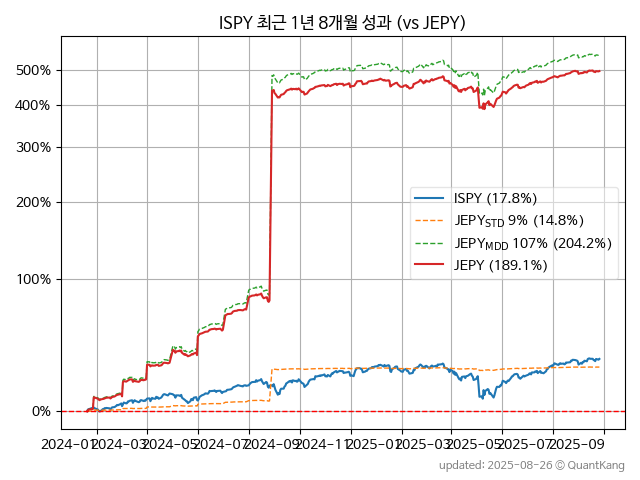 ISPY 최근 1년 8개월 성과 (vs JEPY)
500%
400%
300%
200%
100%
0%
ISPY (17.8%)
JEPYSTD 9% (14.8%)
JEPYMDD 107% (204.2%)
JEPY (189.1%)
2024-01 2024-03 2024-05 2024-07 2024-09 2024-11 2025-01 2025-03 2025-05 2025-07 2025-09
updated: 2025-08-26 © QuantKang